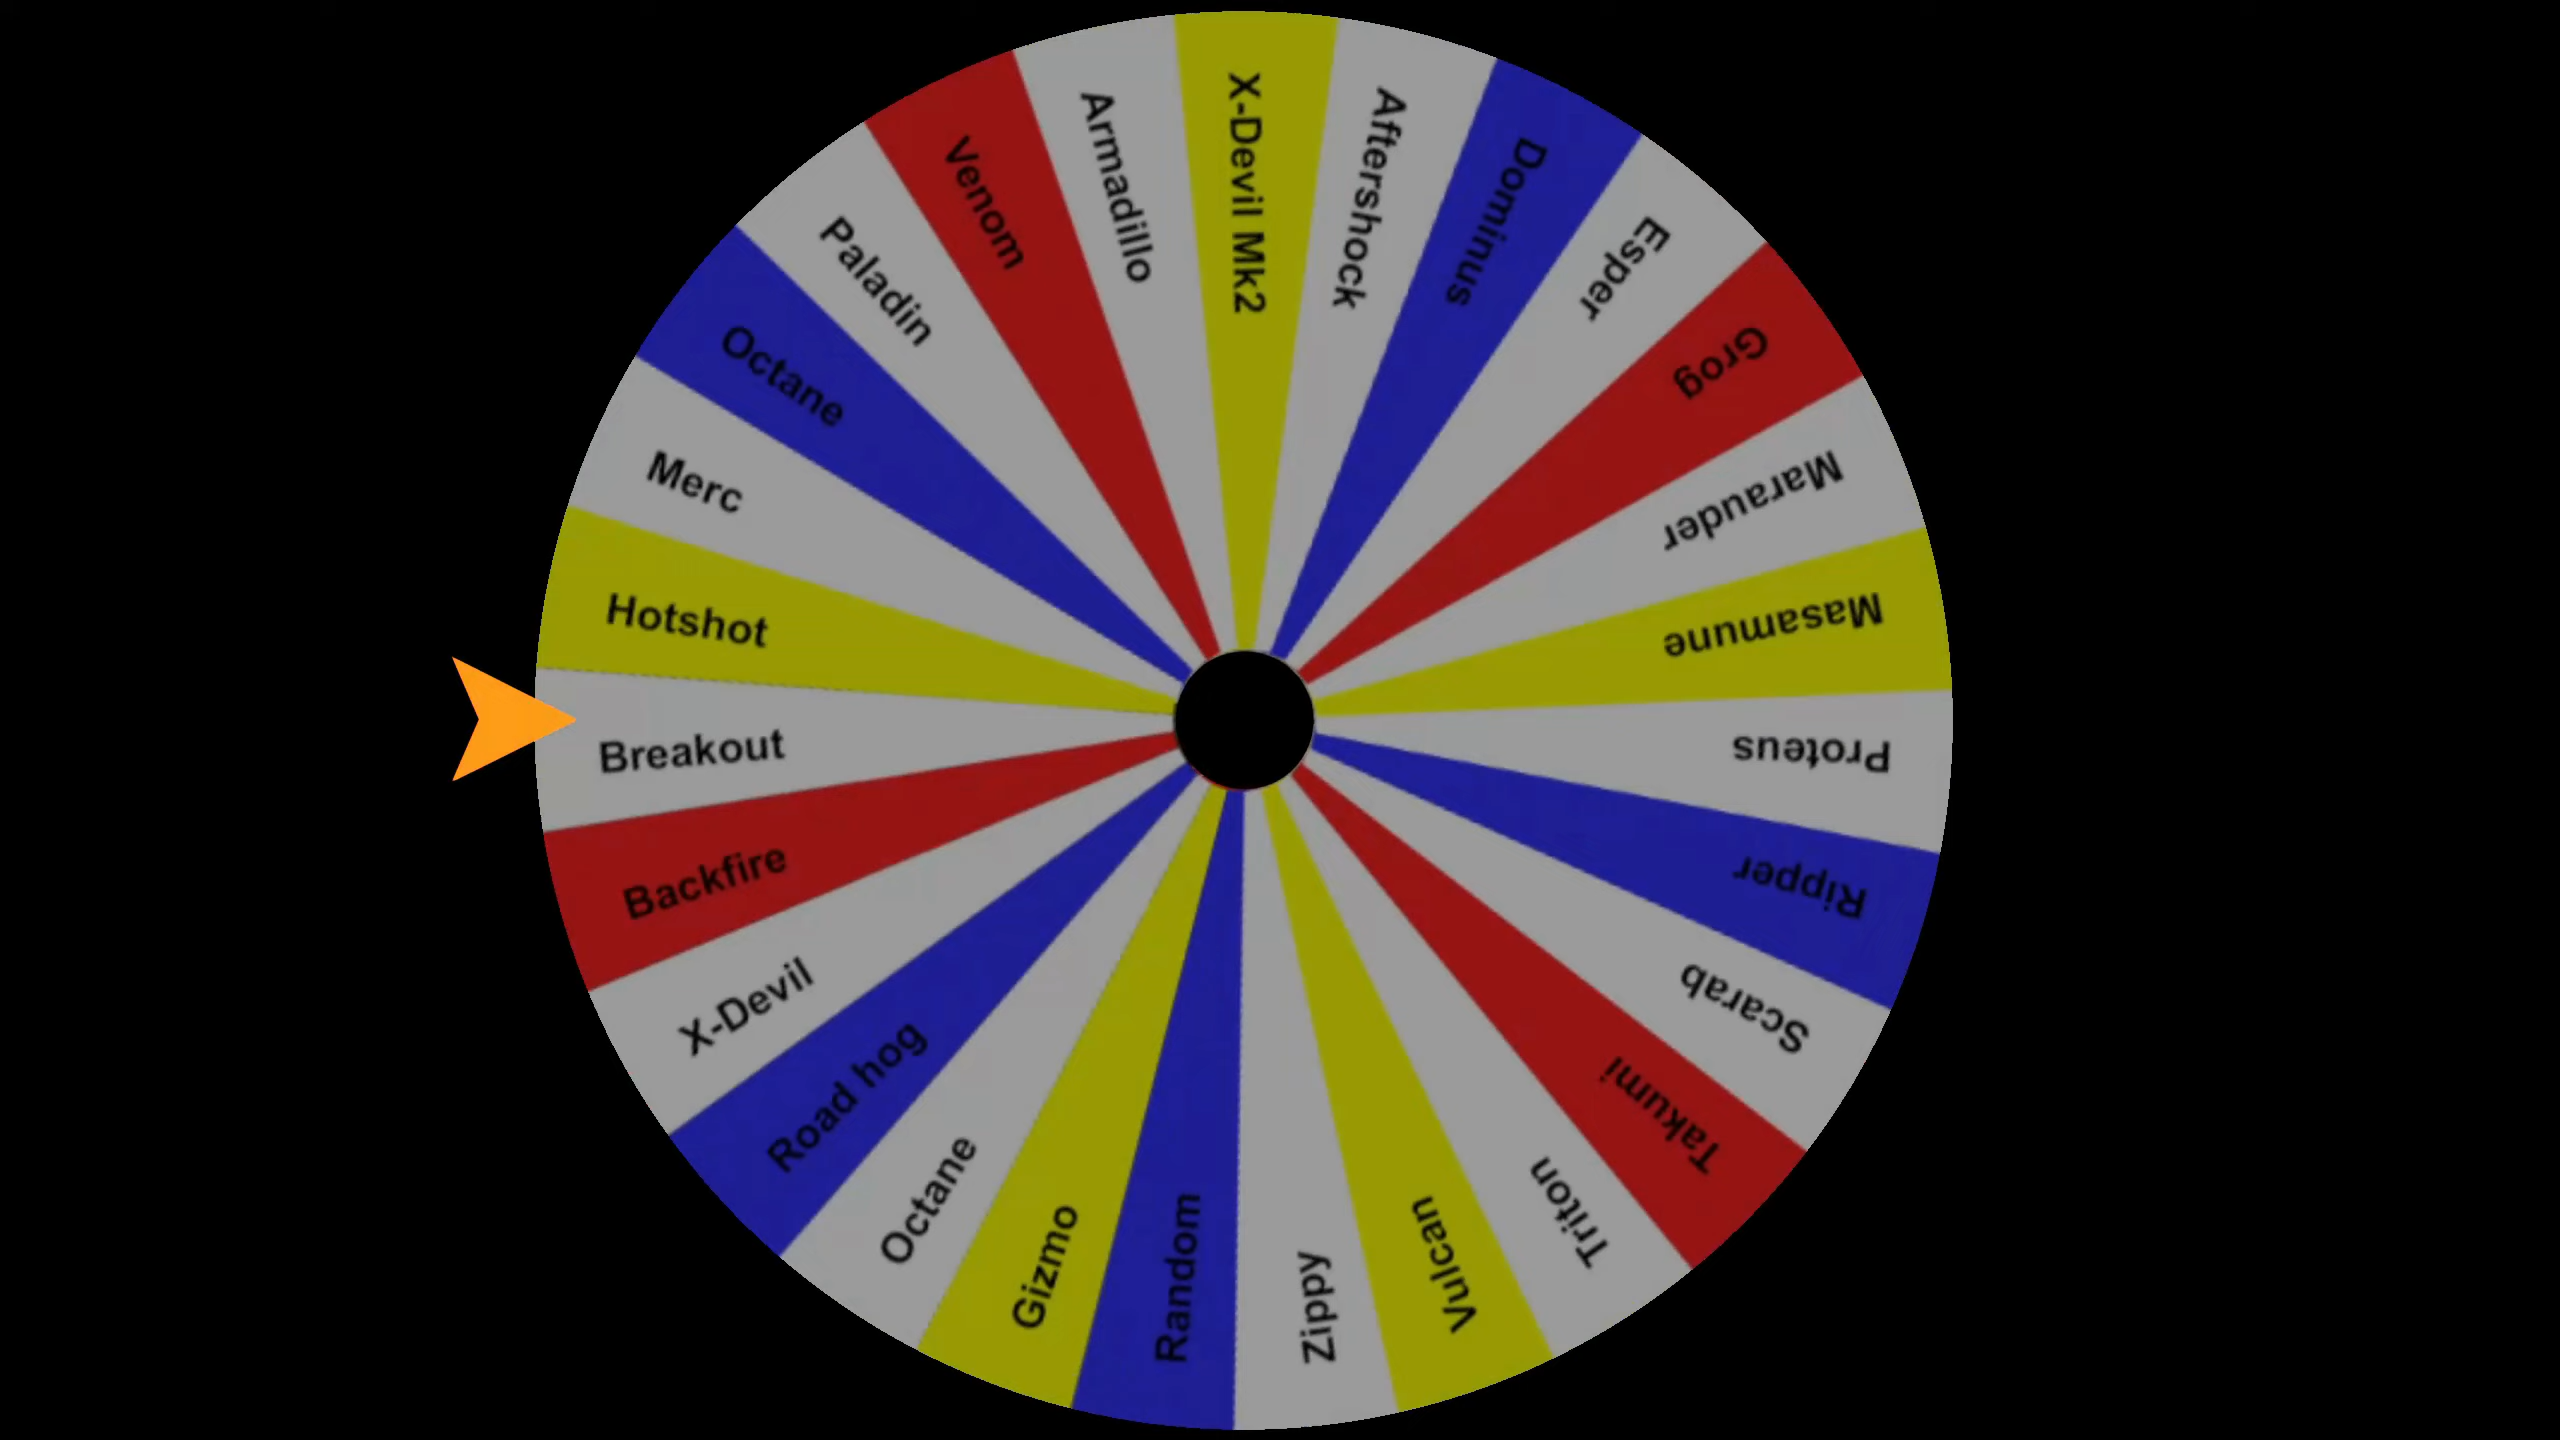 X-Devil Mk2
Aftershock
Dominus
Esper
Grog
Marauder
Masamune
Proteus
Ripper
Scarab
Takumi
Triton
Vulcan
Zippy
Random
Gizmo
Octane
Road hog
X-Devil
Backfire
Breakout
Hotshot
Merc
Octane
Paladin
Venom
Armadillo